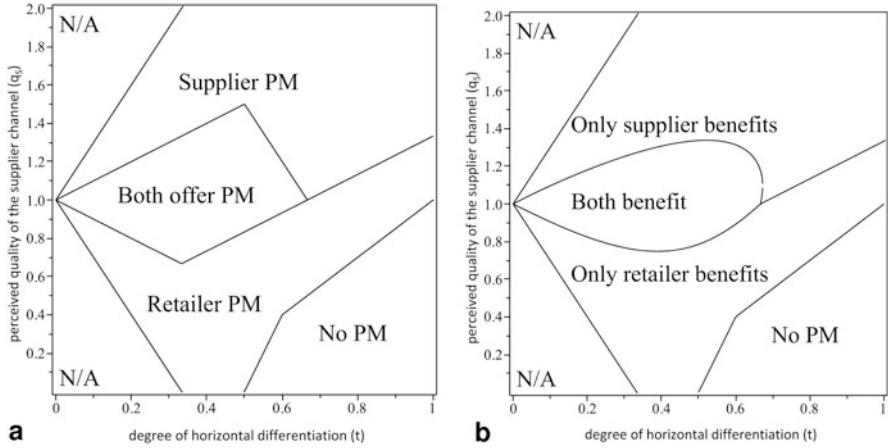 2.0
N/A
1.8
Supplier PM
1.6
1.4
1.2
Both offer PM
1.0
0.8
0.6
Retailer PM
0.4
No PM
0.2
N/A
0
0.2
0.4
0.6
0.8
1
perceived quality of the supplier channel (qs)
degree of horizontal differentiation (t)
a
2.0
N/A
1.8
1.6
1.4
Only supplier benefits
1.2
1.0
Both benefit
0.8
Only retailer benefits
0.6
0.4
No PM
0.2
N/A
0
0.2
0.4
0.6
0.8
1
perceived quality of the supplier channel (qs)
degree of horizontal differentiation (t)
b